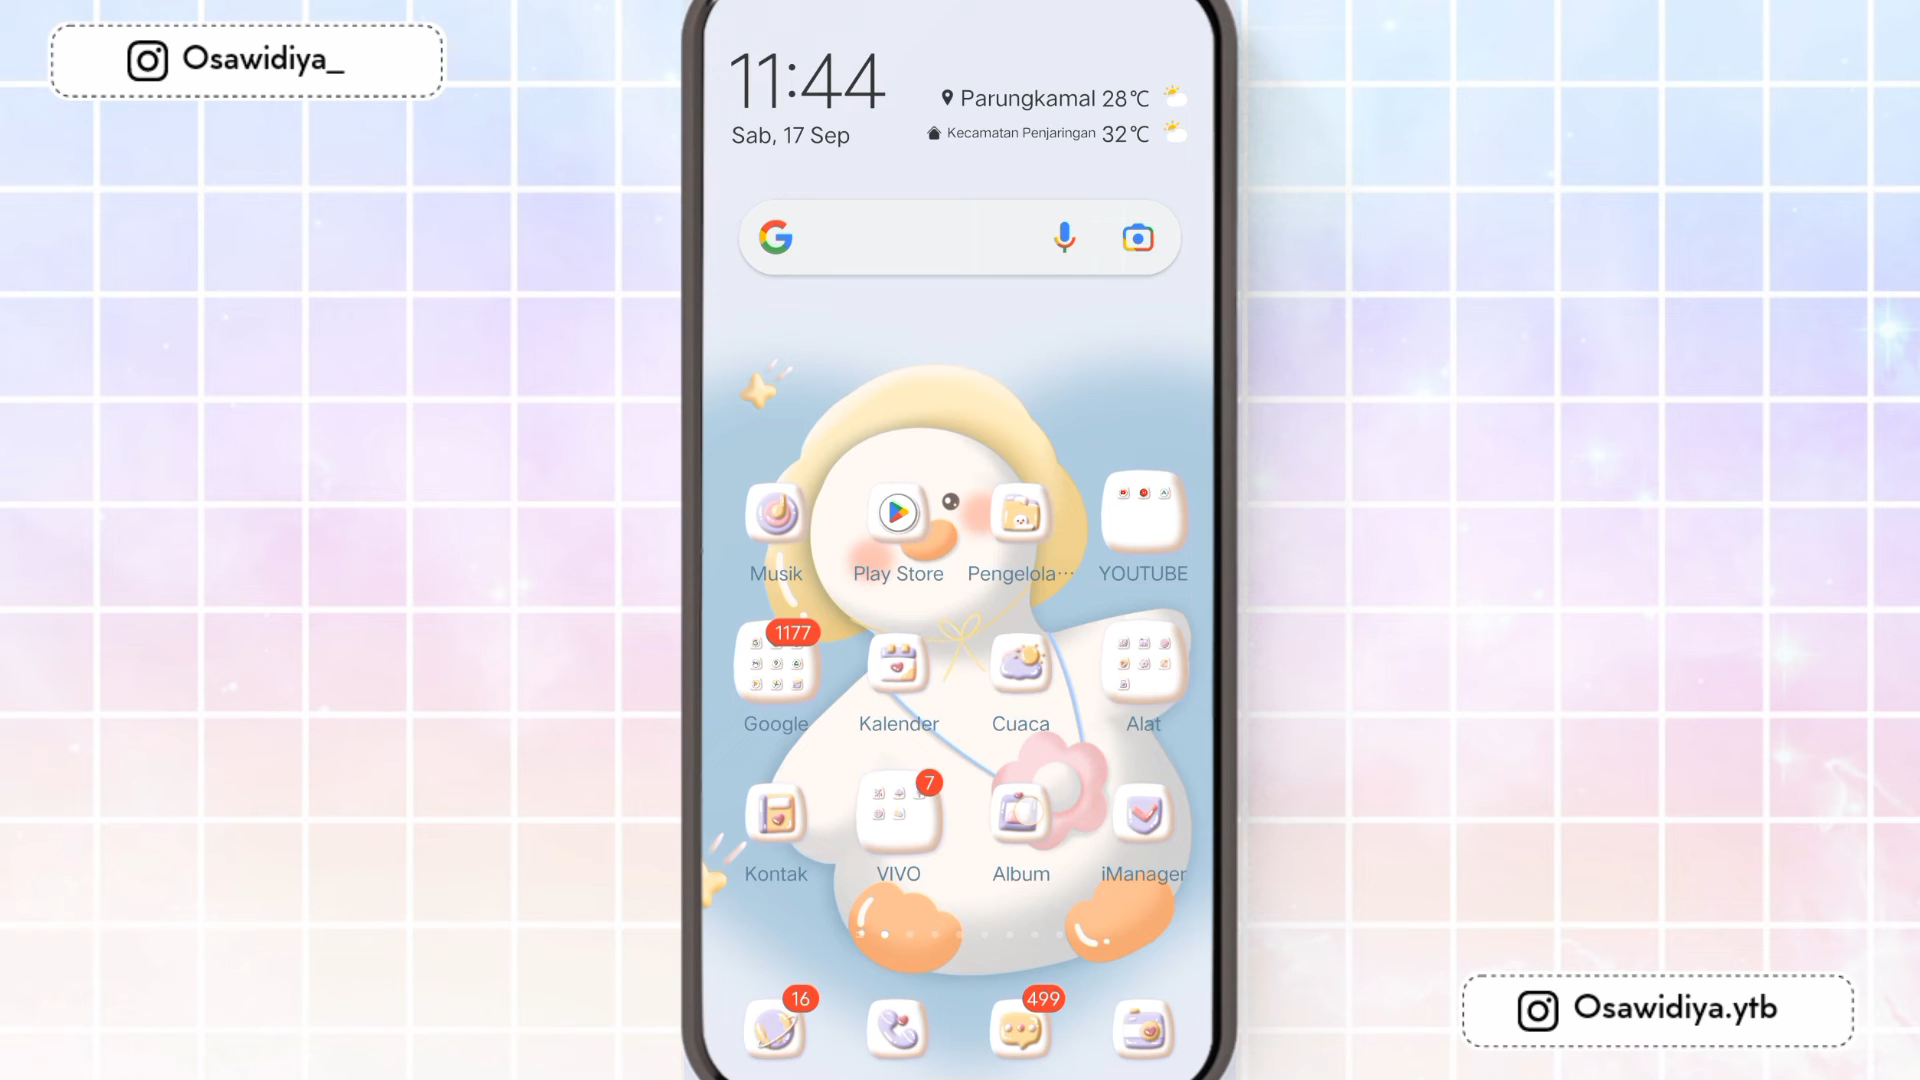 Osawidiya_
11:44
Parungkamal 28℃
Sab, 17 Sep
Kecamatan Penjaringan 32℃
Musik
Play Store
Pengelola···
YOUTUBE
1177
Google
Kalender
Cuaca
Alat
7
Kontak
VIVO
Album
iManager
16
499
Osawidiya.ytb